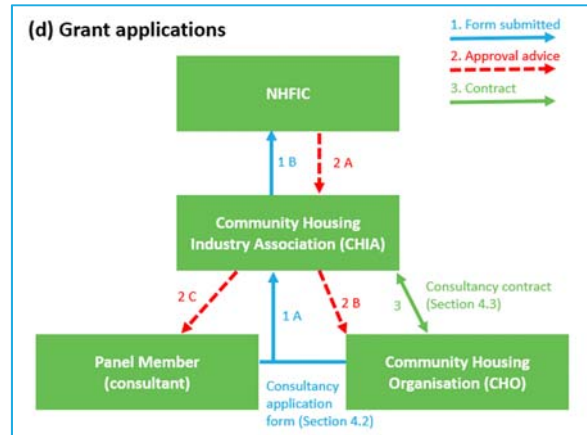 (d) Grant applications
1. Form submitted
2. Approval advice
3. Contract
NHFIC
1 B
2 A
Community Housing
Industry Association (CHIA)
2 C
1 A
2 B
3
Consultancy contract
(Section 4.3)
Panel Member
(consultant)
Consultancy
application
form (Section 4.2)
Community Housing
Organisation (CHO)